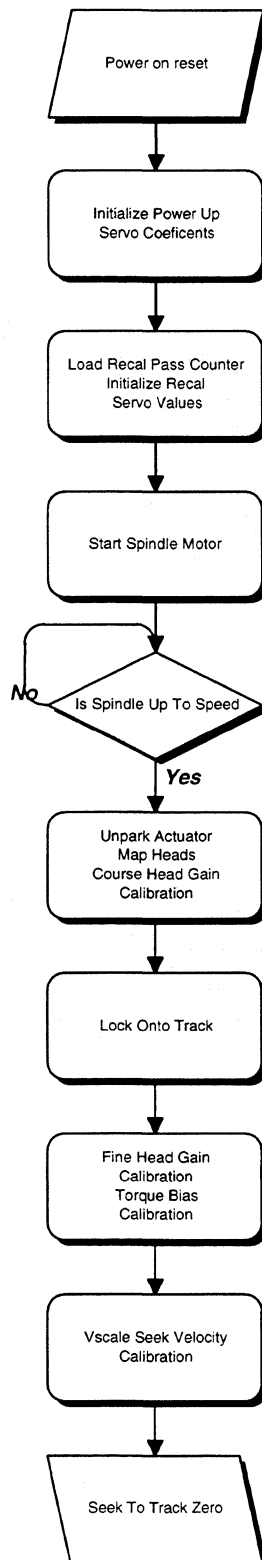 Power on reset
Initialize Power Up
Servo Coeficents
Load Recal Pass Counter
Initialize Recal
Servo Values
Start Spindle Motor
Is Spindle Up To Speed
No
Yes
Unpark Actuator
Map Heads
Course Head Gain
Calibration
Lock Onto Track
Fine Head Gain
Calibration
Torque Bias
Calibration
Vscale Seek Velocity
Calibration
Seek To Track Zero